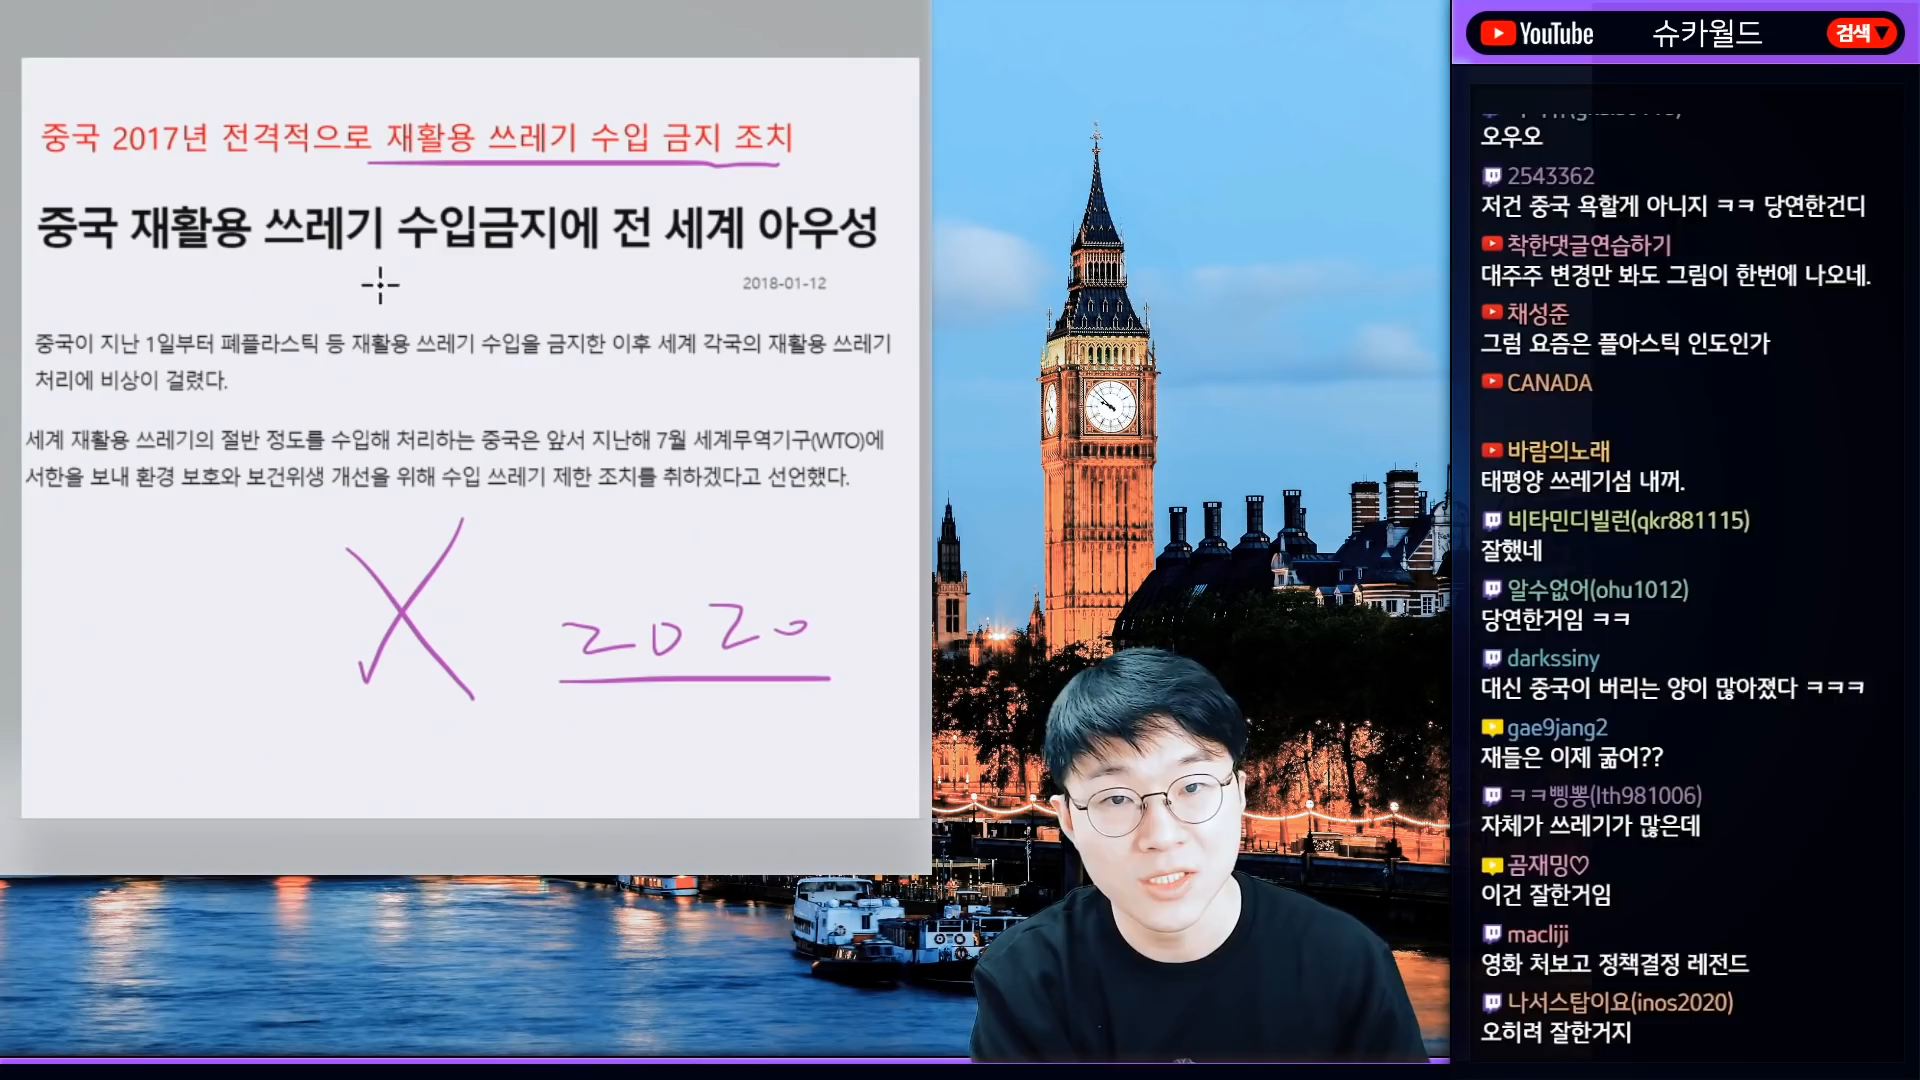 중국 2017년 전격적으로 재활용 쓰레기 수입 금지 조치
중국 재활용 쓰레기 수입금지에 전 세계 아우성
2018-01-12
중국이 지난 1일부터 폐플라스틱 등 재활용 쓰레기 수입을 금지한 이후 세계 각국의 재활용 쓰레기
처리에 비상이 걸렸다.
세계 재활용 쓰레기의 절반 정도를 수입해 처리하는 중국은 앞서 지난해 7월 세계무역기구(WTO)에
서한을 보내 환경 보호와 보건위생 개선을 위해 수입 쓰레기 제한 조치를 취하겠다고 선언했다.
X 2020
YouTube 슈카월드 검색▼
오우오
2543362
저건 중국 욕할게 아니지 ㅋㅋ 당연한건디
착한댓글연습하기
대주주 변경만 봐도 그림이 한번에 나오네.
채성준
그럼 요즘은 플아스틱 인도인가
CANADA
바람의노래
태평양 쓰레기섬 내꺼.
비타민디빌런(qkr881115)
잘했네
알수없어(ohu1012)
당연한거임 ㅋㅋ
darkssiny
대신 중국이 버리는 양이 많아졌다 ㅋㅋㅋ
gae9jang2
재들은 이제 굶어??
ㅋㅋ삥뽕(lth981006)
자체가 쓰레기가 많은데
곰재밍♡
이건 잘한거임
macliji
영화 처보고 정책결정 레전드
나서스탑이요(inos2020)
오히려 잘한거지